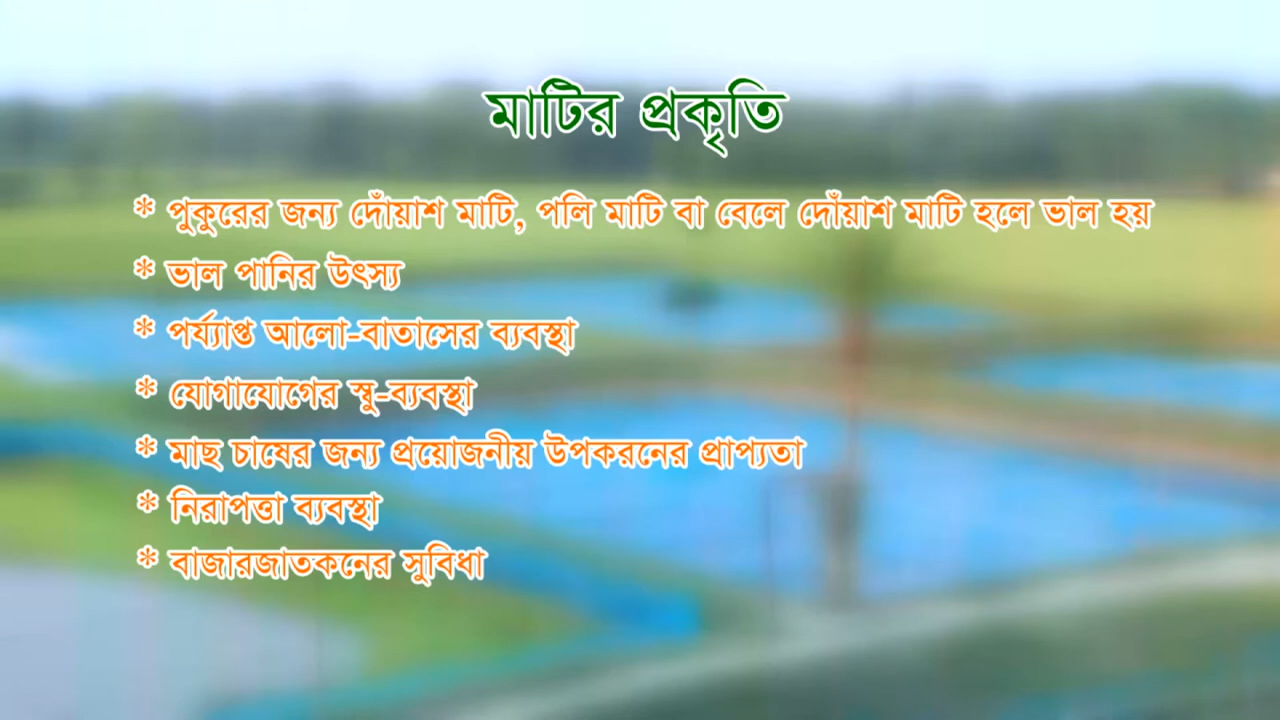 মাটির প্রকৃতি
* পুকুরের জন্য দোঁয়াশ মাটি, পলি মাটি বা বেলে দোঁয়াশ মাটি হলে ভাল হয়
* ভাল পানির উৎস্য
* পর্য্যাপ্ত আলো-বাতাসের ব্যবস্থা
* যোগাযোগের স্থু-ব্যবস্থা
* মাছ চাষের জন্য প্রয়োজনীয় উপকরনের প্রাপ্যতা
* নিরাপত্তা ব্যবস্থা
* বাজারজাতকনের সুবিধা